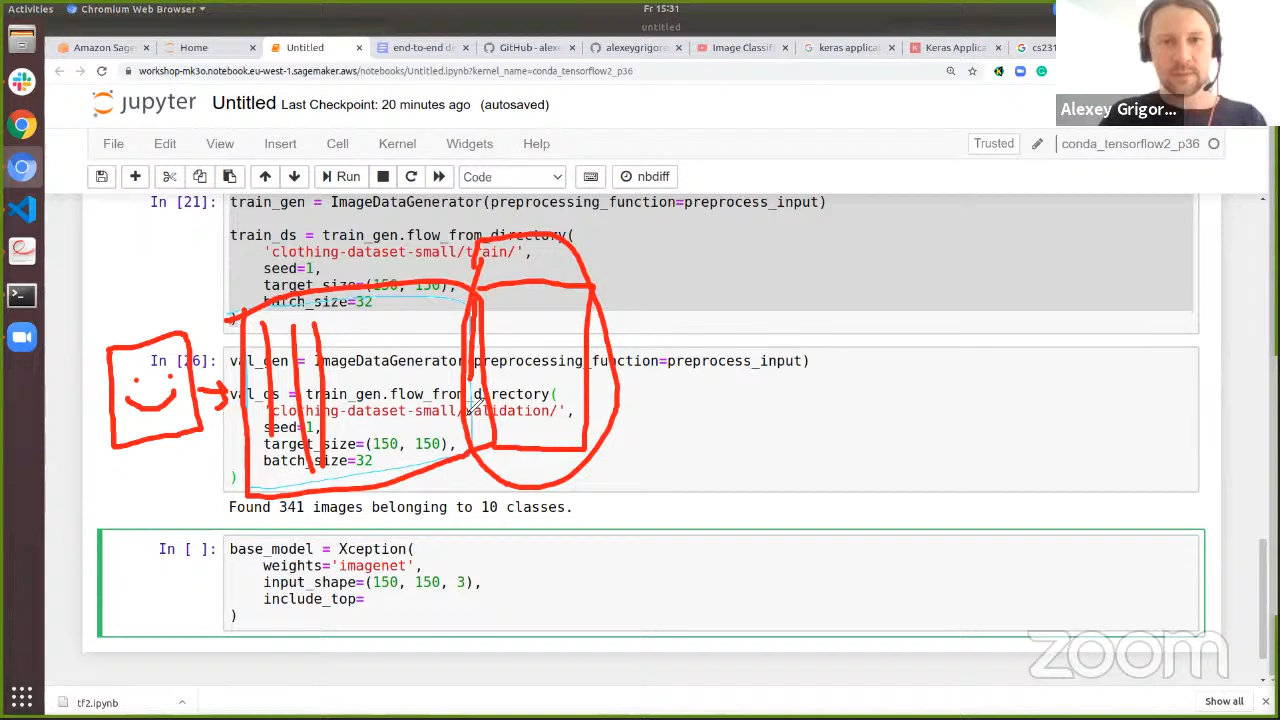 Activities
Chromium Web Browser
Fr 15:31
untitled
Amazon Sage
Home
Untitled
end-to-end de
GitHub - alexe
alexeygrigore
Image Classif
keras applicat
Keras Applica
cs231
workshop-mk3o.notebook.eu-west-1.sagemaker.aws/notebooks/Untitled.ipynb?kernel_name=conda_tensorflow2_p36
Alexey Grigor...
jupyter Untitled Last Checkpoint: 20 minutes ago (autosaved)
File Edit View Insert Cell Kernel Widgets Help
Trusted
conda_tensorflow2_p36
Run
Code
nbdiff
In [21]: train_gen = ImageDataGenerator(preprocessing_function=preprocess_input)
train_ds = train_gen.flow_from_directory(
'clothing-dataset-small/train/',
seed=1,
target_size=(150, 150),
batch_size=32
)
In [26]: val_gen = ImageDataGenerator(preprocessing_function=preprocess_input)
val_ds = train_gen.flow_from_directory(
'clothing-dataset-small/validation/',
seed=1,
target_size=(150, 150),
batch_size=32
)
Found 341 images belonging to 10 classes.
In [ ]: base_model = Xception(
weights='imagenet',
input_shape=(150, 150, 3),
include_top=
)
zoom
tf2.ipynb
Show all